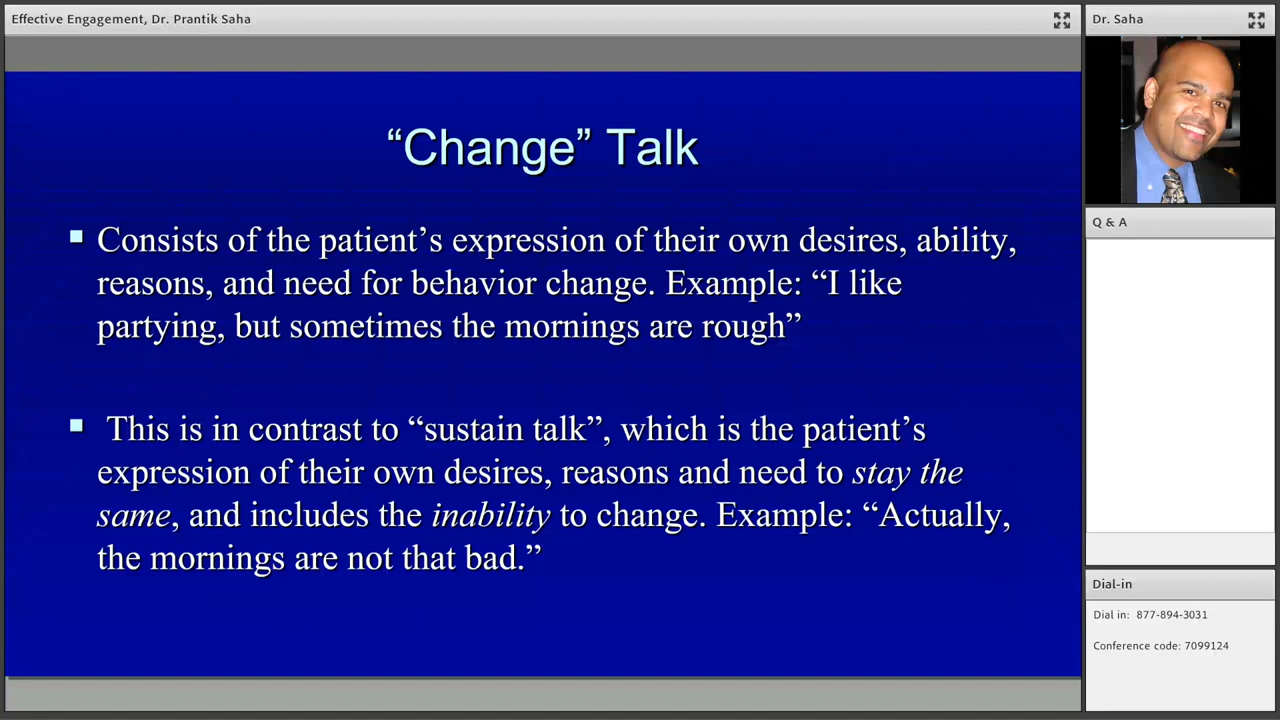 Effective Engagement, Dr. Prantik Saha
“Change” Talk
Consists of the patient’s expression of their own desires, ability,
reasons, and need for behavior change. Example: “I like
partying, but sometimes the mornings are rough”
This is in contrast to “sustain talk”, which is the patient’s
expression of their own desires, reasons and need to stay the
same, and includes the inability to change. Example: “Actually,
the mornings are not that bad.”
Dr. Saha
Q & A
Dial-in
Dial in: 877-894-3031
Conference code: 7099124